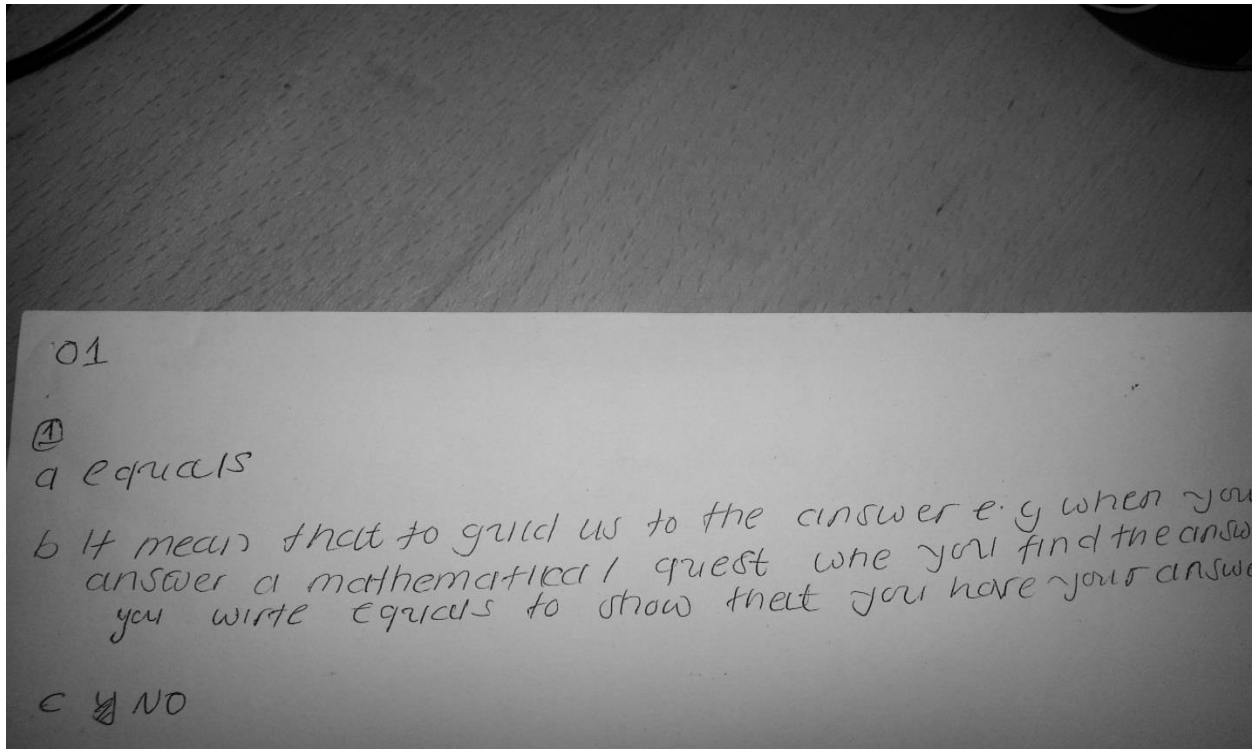 01
①
a equals
b It mean that to guid us to the answer e.g when you
answer a mathematical quest whe you find the answ
you wirte equals to show that you have your answe
c NO